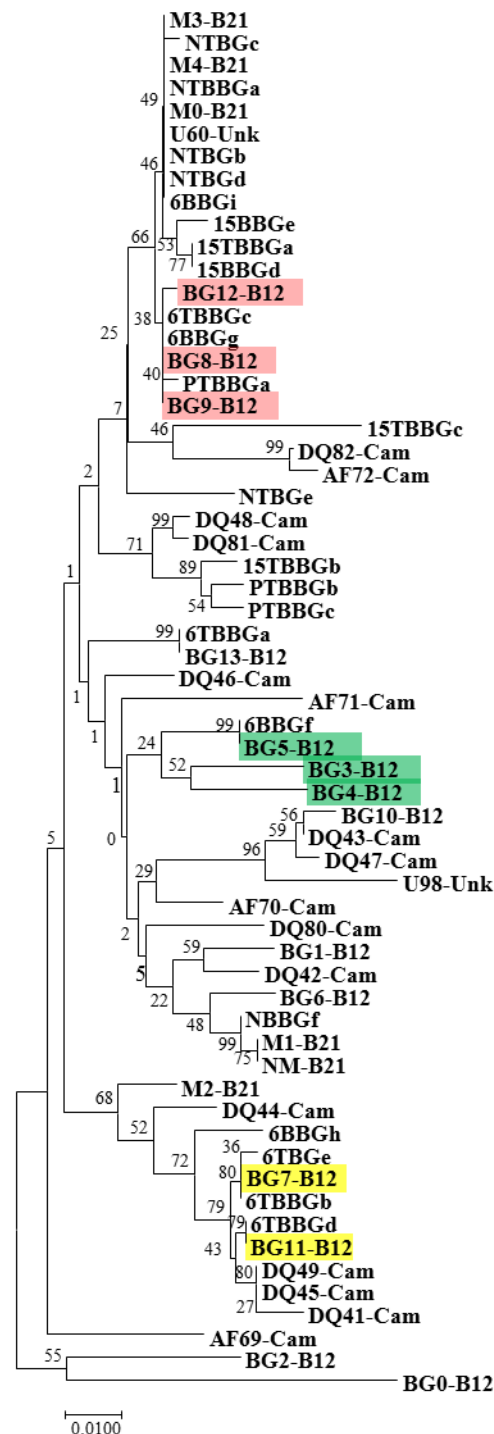 M3-B21
NTBGc
M4-B21
NTBBGa
49
M0-B21
U60-Unk
NTBGb
46
NTBGd
6BBGi
15BBGe
66
53
15TBBGa
77
15BBGd
BG12-B12
38
6TBBGc
25
6BBGg
BG8-B12
40
PTBBGa
BG9-B12
7
46
15TBBGc
99
DQ82-Cam
AF72-Cam
2
NTBGe
99
DQ48-Cam
71
DQ81-Cam
89
15TBBGb
1
PTBBGb
54
PTBBGc
99
6TBBGa
BG13-B12
DQ46-Cam
1
AF71-Cam
1
99
6BBGf
24
BG5-B12
52
BG3-B12
1
BG4-B12
56
BG10-B12
59
DQ43-Cam
0
5
96
DQ47-Cam
29
U98-Unk
AF70-Cam
2
DQ80-Cam
59
BG1-B12
5
DQ42-Cam
22
BG6-B12
48
NBBGf
99
M1-B21
75
NM-B21
68
M2-B21
52
DQ44-Cam
72
6BBGh
36
6TBGe
80
BG7-B12
79
6TBBGb
79
6TBBGd
43
BG11-B12
80
DQ49-Cam
DQ45-Cam
27
DQ41-Cam
AF69-Cam
55
BG2-B12
BG0-B12
0.0100